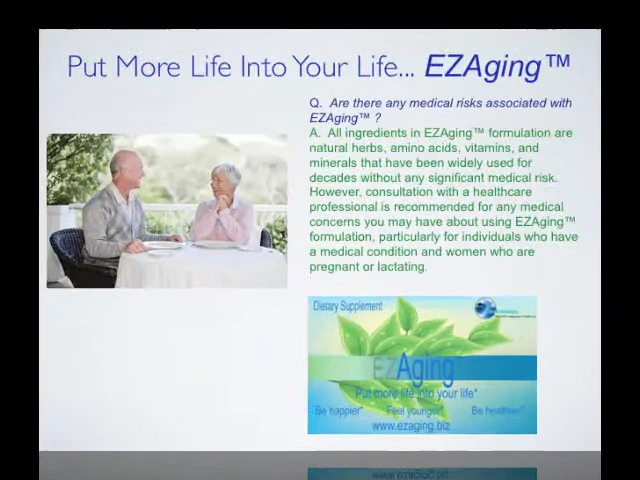 Put More Life Into Your Life... EZAging™
Q. Are there any medical risks associated with
EZAging™ ?
A. All ingredients in EZAging™ formulation are
natural herbs, amino acids, vitamins, and
minerals that have been widely used for
decades without any significant medical risk.
However, consultation with a healthcare
professional is recommended for any medical
concerns you may have about using EZAging™
formulation, particularly for individuals who have
a medical condition and women who are
pregnant or lactating.
Dietary Supplement
EZAging
Put more life into your life*
Be happier* Feel younger* Be healthier*
www.ezaging.biz